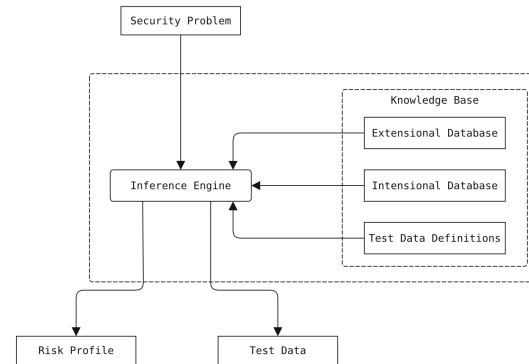 Security Problem
Knowledge Base
Extensional Database
Inference Engine
Intensional Database
Test Data Definitions
Risk Profile
Test Data